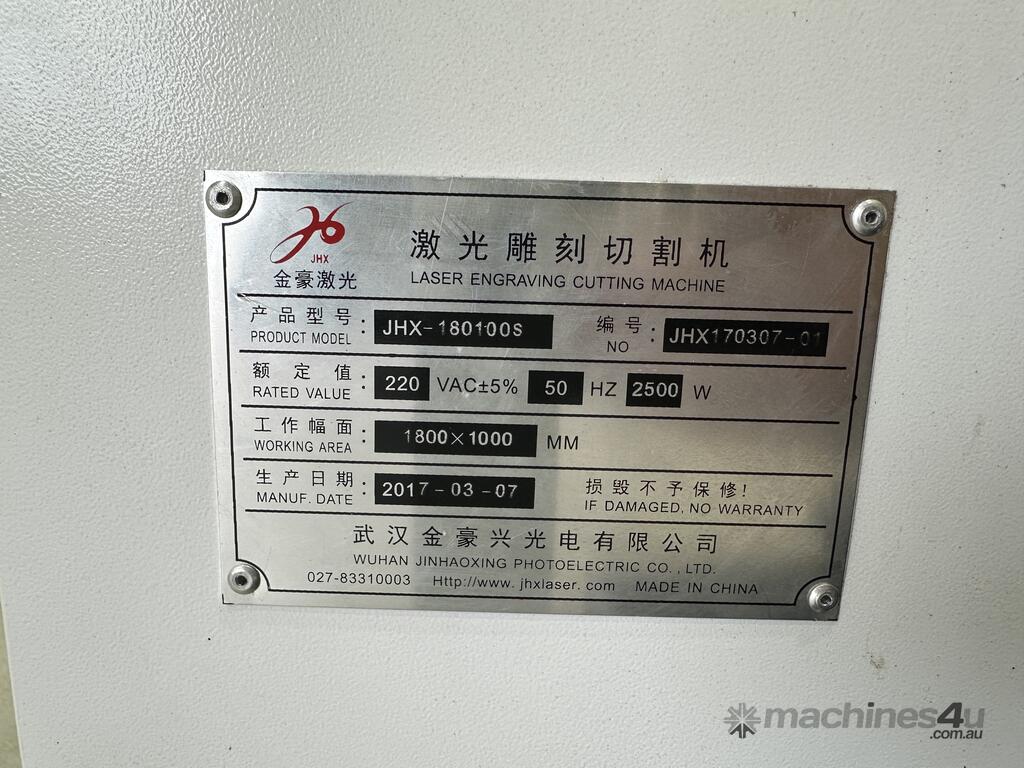 JHX
金豪激光
激光雕刻切割机
LASER ENGRAVING CUTTING MACHINE
产品型号: JHX-180100S 编号: JHX170307-01
PRODUCT MODEL NO
额定值: 220 VAC±5% 50 HZ 2500 W
RATED VALUE
工作幅面: 1800×1000 MM
WORKING AREA
生产日期: 2017-03-07 损毁不予保修!
MANUF. DATE IF DAMAGED, NO WARRANTY
武汉金豪兴光电有限公司
WUHAN JINHAOXING PHOTOELECTRIC CO., LTD.
027-83310003 Http://www.jhxlaser.com MADE IN CHINA
machines4u
.com.au